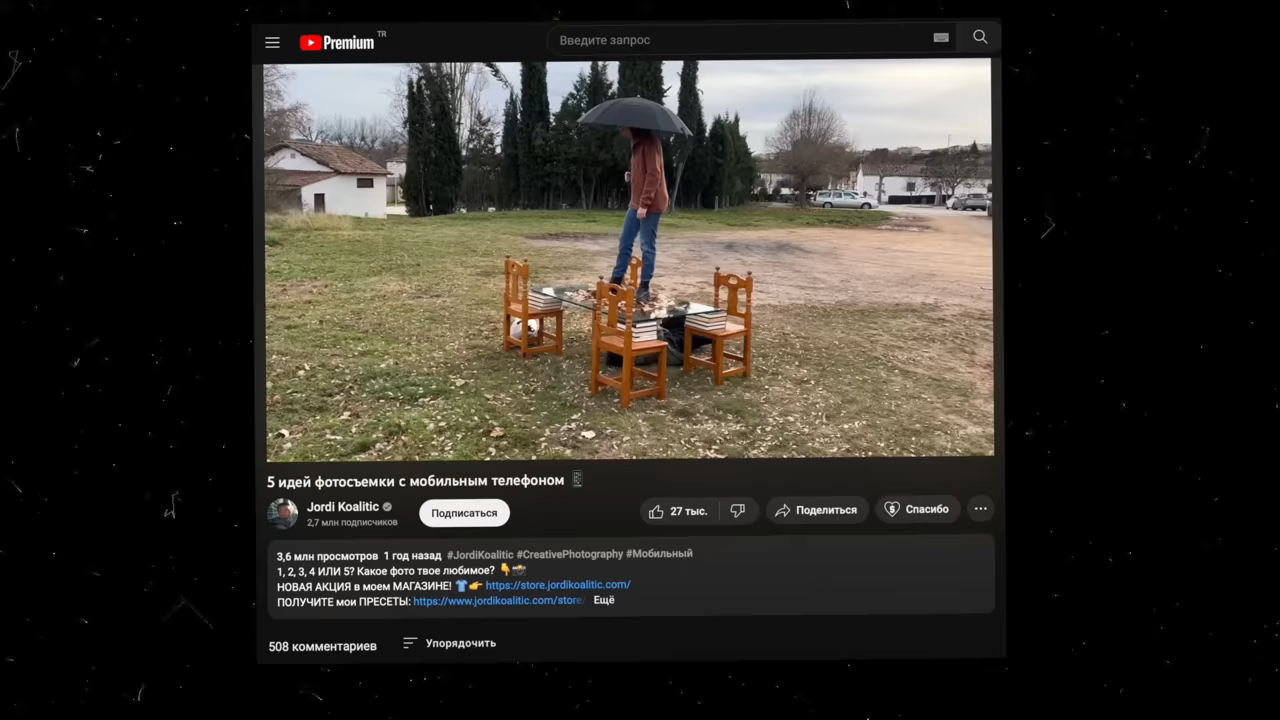 Premium TR
Введите запрос
5 идей фотосъемки с мобильным телефоном
Jordi Koalitic
2,7 млн подписчиков
Подписаться
27 тыс.
Поделиться
Спасибо
3,6 млн просмотров 1 год назад #JordiKoalitic #CreativePhotography #Мобильный
1, 2, 3, 4 ИЛИ 5? Какое фото твое любимое? 👇📸
НОВАЯ АКЦИЯ в моем МАГАЗИНЕ! 👕👉 https://store.jordikoalitic.com/
ПОЛУЧИТЕ мои ПРЕСЕТЫ: https://www.jordikoalitic.com/store Ещё
508 комментариев
Упорядочить